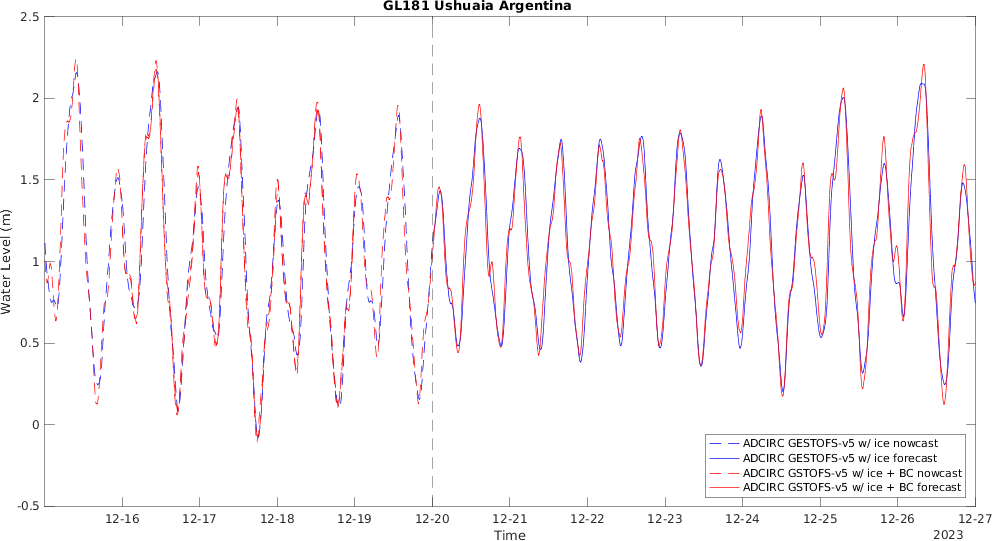 GL181 Ushuaia Argentina
2.5
2
1.5
1
0.5
0
-0.5
Water Level (m)
ADCIRC GESTOFS-v5 w/ ice nowcast
ADCIRC GESTOFS-v5 w/ ice forecast
ADCIRC GSTOFS-v5 w/ ice + BC nowcast
ADCIRC GSTOFS-v5 w/ ice + BC forecast
12-16 12-17 12-18 12-19 12-20 12-21 12-22 12-23 12-24 12-25 12-26 12-27
Time
2023